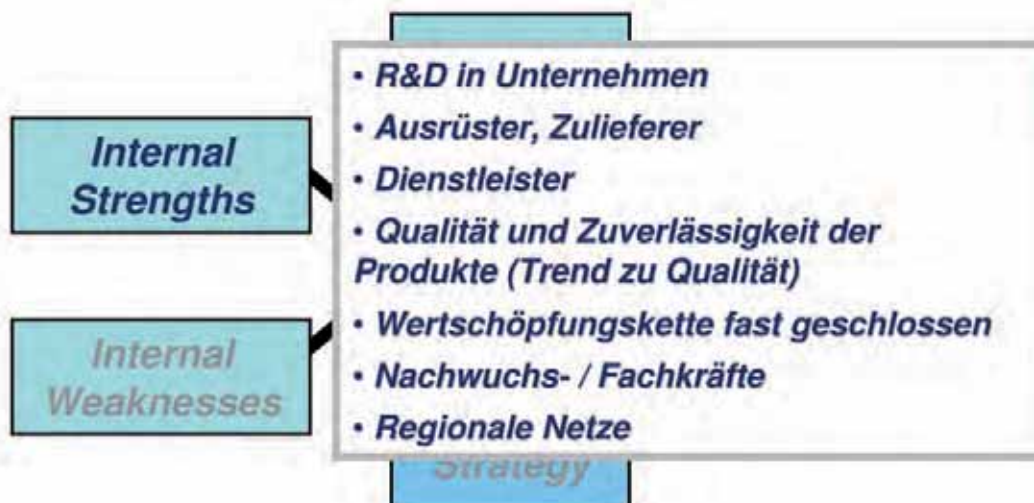 Internal
Strengths
Internal
Weaknesses
• R&D in Unternehmen
• Ausrüster, Zulieferer
• Dienstleister
• Qualität und Zuverlässigkeit der
Produkte (Trend zu Qualität)
• Wertschöpfungskette fast geschlossen
• Nachwuchs- / Fachkräfte
• Regionale Netze
Strategy